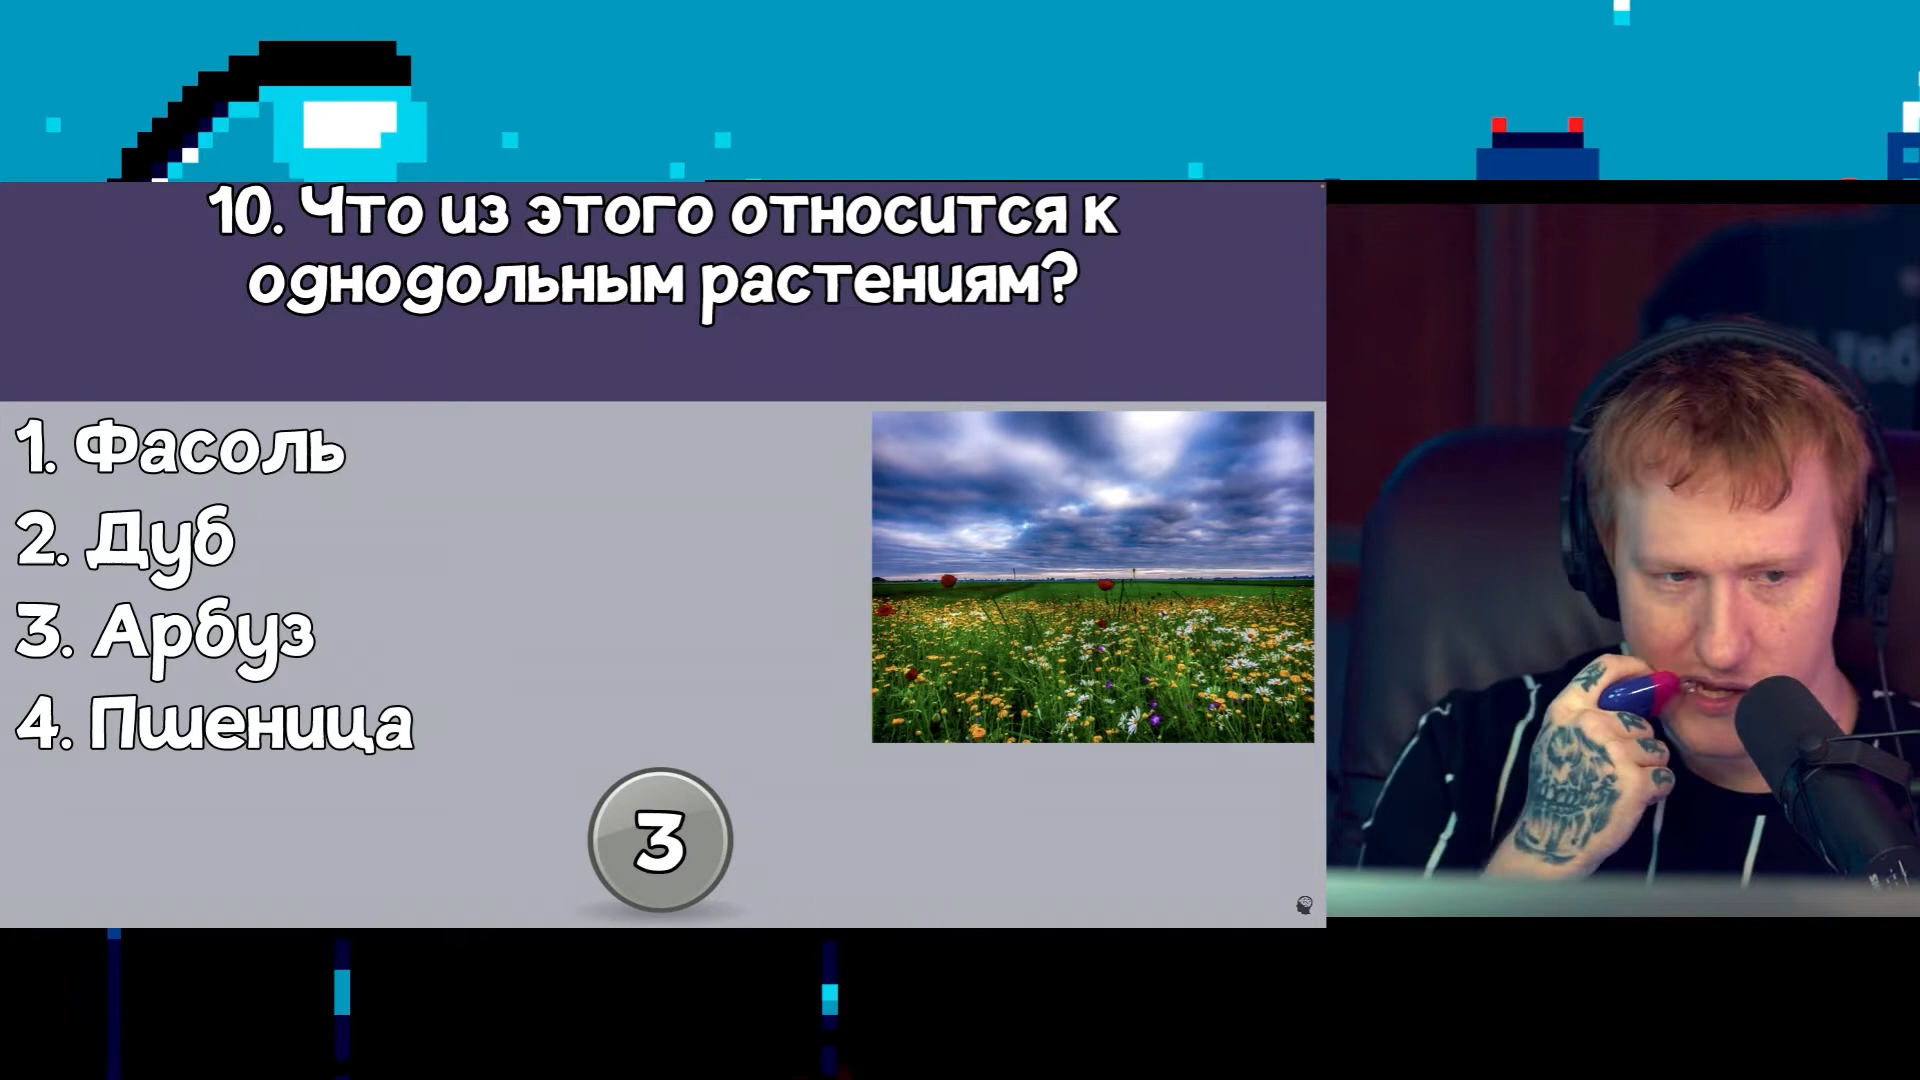 10. Что из этого относится к
однодольным растениям?
1. Фасоль
2. Дуб
3. Арбуз
4. Пшеница
3